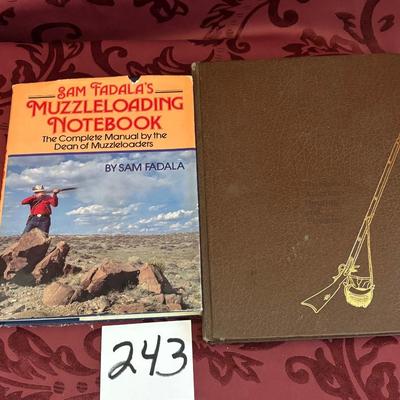 SAM FADALA'S
MUZZLELOADING
NOTEBOOK
The Complete Manual by the
Dean of Muzzleloaders
BY SAM FADALA
243